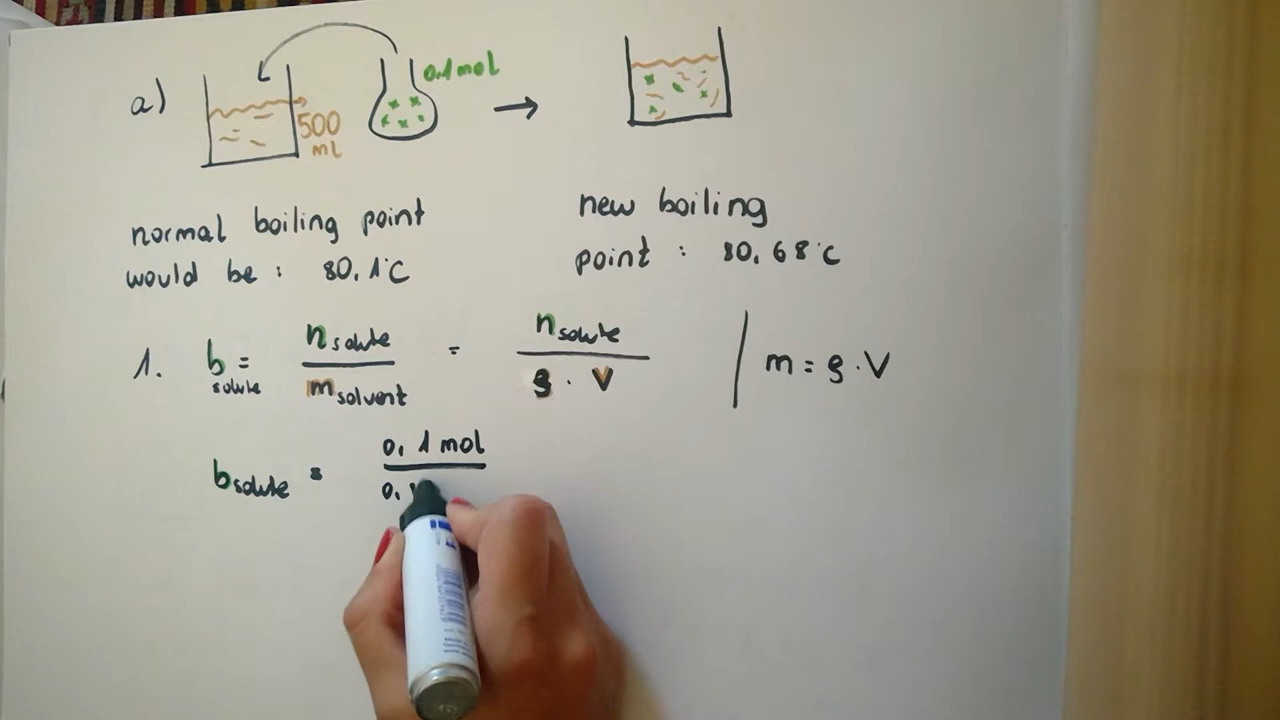 a)
0.1 mol
500
ml
normal boiling point
would be : 80,1°C
new boiling
point : 80,68°C
1. b solute = n solute / m solvent = n solute / ϱ · V | m = ϱ · V
b solute = 0,1 mol
0,